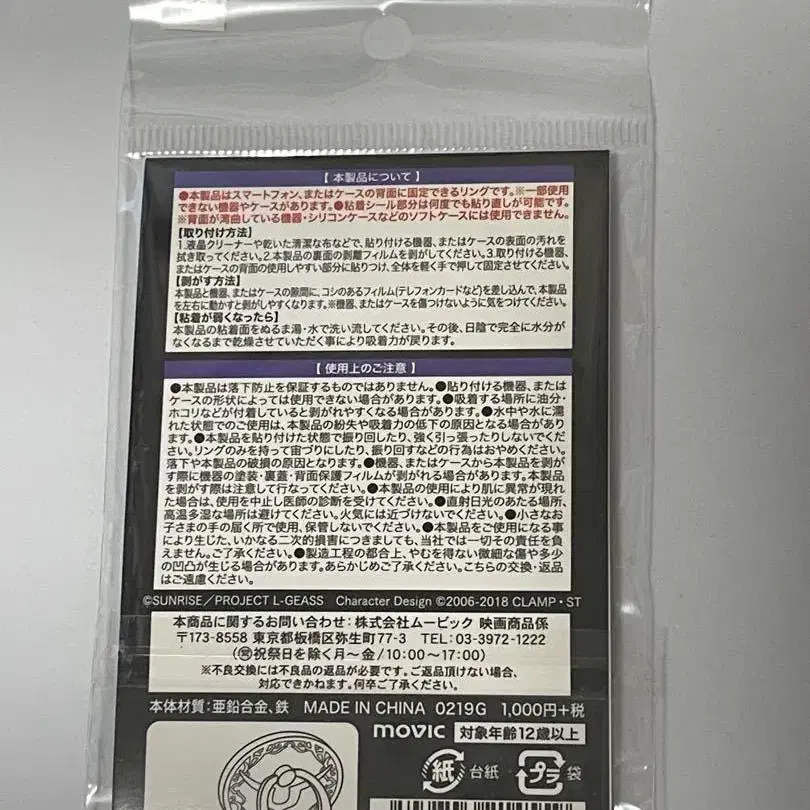 【 本製品について 】
●本製品はスマートフォン、またはケースの背面に固定できるリングです。※一部使用
できない機器やケースがあります。●粘着シール部分は何度でも貼り直しが可能です。
※背面が湾曲している機器・シリコンケースなどのソフトケースには使用できません。
【取り付け方法】
1.液晶クリーナーや乾いた清潔な布などで、貼り付ける機器、またはケースの表面の汚れを
拭き取ってください。2.本製品の裏面の剥離フィルムを剥がしてください。3.取り付ける機器、
またはケースの背面の使用しやすい部分に貼りつけ、全体を軽く手で押して固定させてください。
【剥がす方法】
本製品と機器、またはケースの隙間に、コシのあるフィルム(テレフォンカードなど)を差し込んで、本製品
を左右に動かすと剥がしやすくなります。※機器、またはケースを傷つけないように気をつけてください。
【粘着が弱くなったら】
本製品の粘着面をぬるま湯・水で洗い流してください。その後、日陰で完全に水分が
なくなるまで乾燥させていただく事により吸着力が戻ります。
【 使用上のご注意 】
●本製品は落下防止を保証するものではありません。●貼り付ける機器、または
ケースの形状によっては使用できない場合があります。●吸着する場所に油分・
ホコリなどが付着していると剥がれやすくなる場合があります。●水中や水に濡
れた状態でのご使用は、本製品の紛失や吸着力の低下の原因となる場合があり
ます。●本製品を貼り付けた状態で振り回したり、強く引っ張ったりしないでくだ
さい。リングのみを持って宙づりにしたり、振り回すなどの行為はおやめください。
落下や本製品の破損の原因となります。●機器、またはケースから本製品を剥が
す際に機器の塗装・裏蓋・背面保護フィルムが剥がれる場合があります。本製品
を剥がす際は注意して行なってください。●本製品の使用により肌に異常が現れ
た場合は、使用を中止し医師の診断を受けてください。●直射日光のあたる場所、
高温多湿な場所は避けてください。火気には近づけないでください。●小さなお
子さまの手の届く所で使用、保管しないでください。●本製品をご使用になる事
により生じた、いかなる二次的損害につきましても、当社では一切その責任を負
えません。ご了承ください。●製造工程の都合上、やむを得ない微細な傷や多少
の凹凸が生じる場合があります。あらかじめご了承ください。こちらの交換・返品
はご遠慮ください。
©SUNRISE／PROJECT L-GEASS Character Design ©2006-2018 CLAMP・ST
本商品に関するお問い合わせ：株式会社ムービック 映画商品係
〒173-8558 東京都板橋区弥生町77-3 TEL：03-3972-1222
(㊪祝祭日を除く月〜金/10:00〜17:00)
※不良交換には不良品の返品が必要です。ご返品頂けない場合、
対応できかねます。何卒ご了承ください。
本体材質：亜鉛合金、鉄 MADE IN CHINA 0219G 1,000円+税
movic 対象年齢12歳以上
紙 台紙 プラ 袋